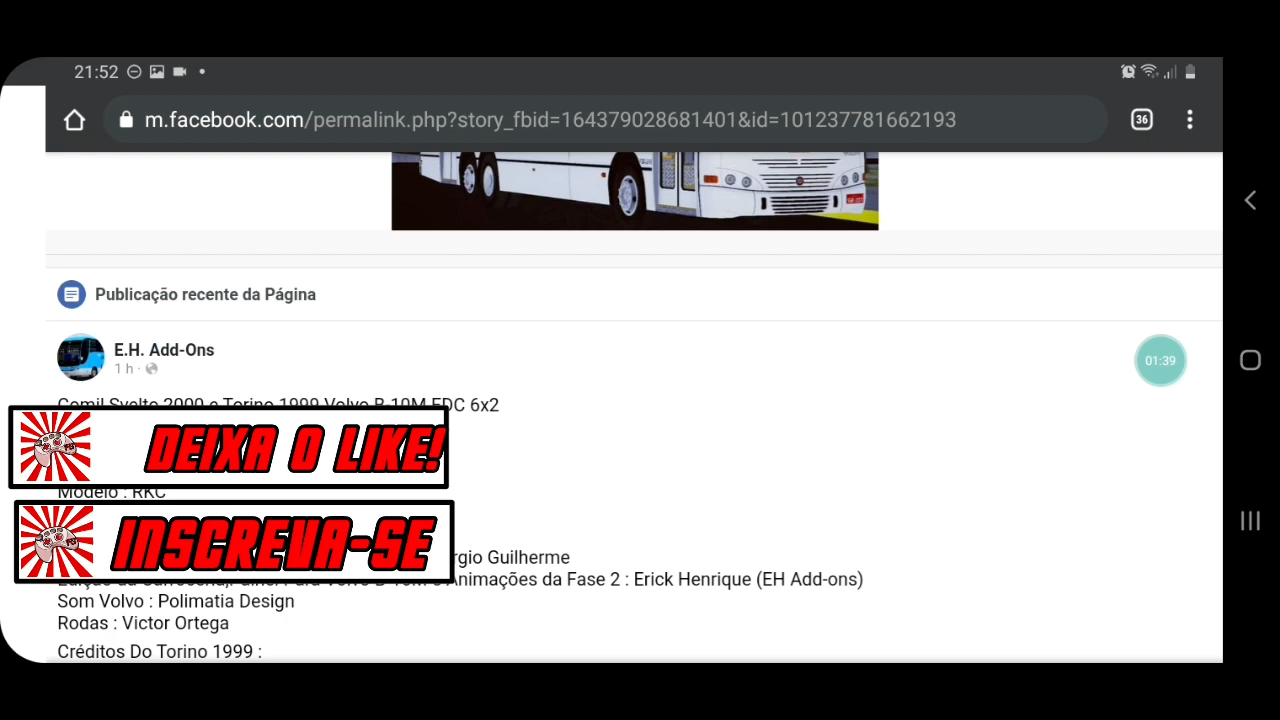 21:52
m.facebook.com/permalink.php?story_fbid=164379028681401&id=101237781662193
36
Publicação recente da Página
E.H. Add-Ons
1 h
01:39
Comil Svelto 2000 e Torino 1999 Volvo B-10M EDC 6x2
DEIXA O LIKE!
Modelo : RKC
INSCREVA-SE
rgio Guilherme
Animações da Fase 2 : Erick Henrique (EH Add-ons)
Som Volvo : Polimatia Design
Rodas : Victor Ortega
Créditos Do Torino 1999 :